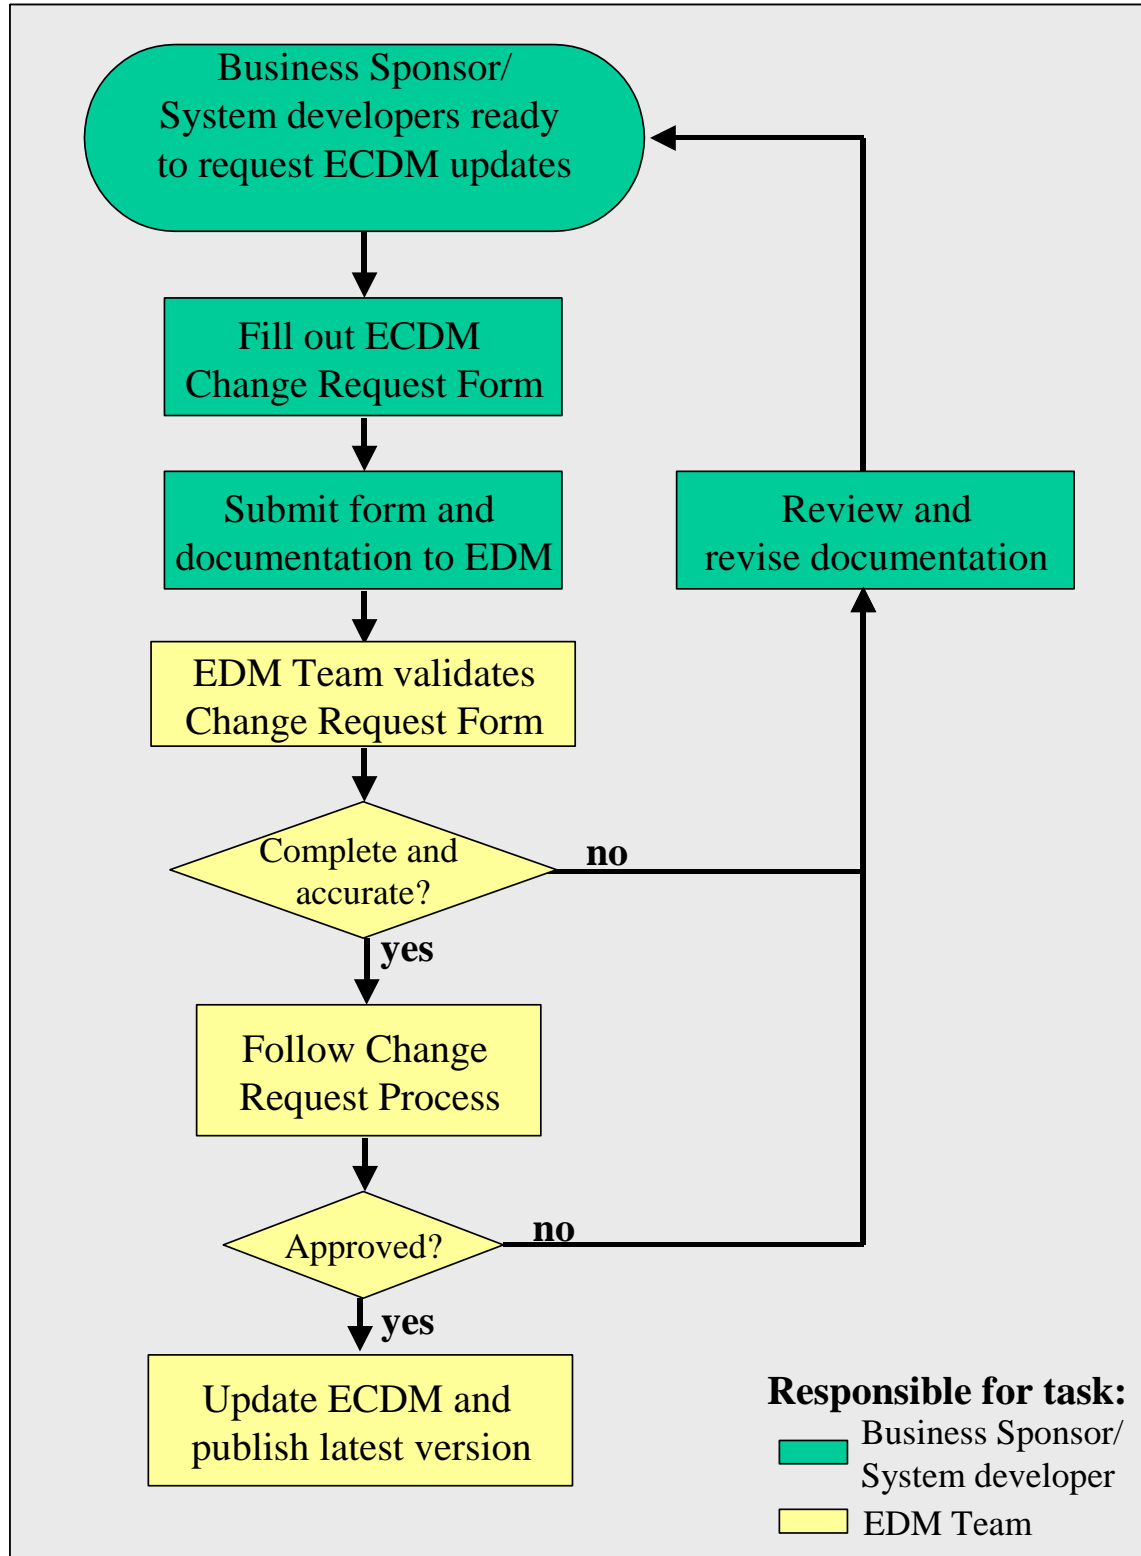 Business Sponsor/
System developers ready
to request ECDM updates
Fill out ECDM
Change Request Form
Submit form and
documentation to EDM
Review and
revise documentation
EDM Team validates
Change Request Form
Complete and
accurate?
no
yes
Follow Change
Request Process
Approved?
no
yes
Update ECDM and
publish latest version
Responsible for task:
Business Sponsor/
System developer
EDM Team